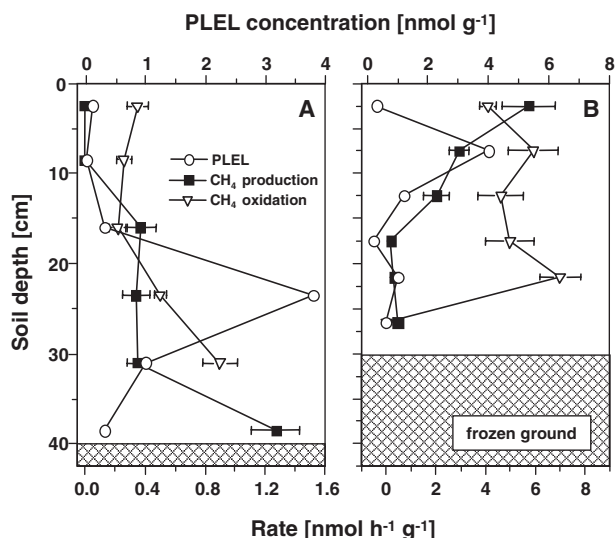 PLEL concentration [nmol g-1]
0 1 2 3 4 0 2 4 6 8
0
10
20
30
40
Soil depth [cm]
A
B
PLEL
CH4 production
CH4 oxidation
frozen ground
0.0 0.4 0.8 1.2 1.6 0 2 4 6 8
Rate [nmol h-1 g-1]